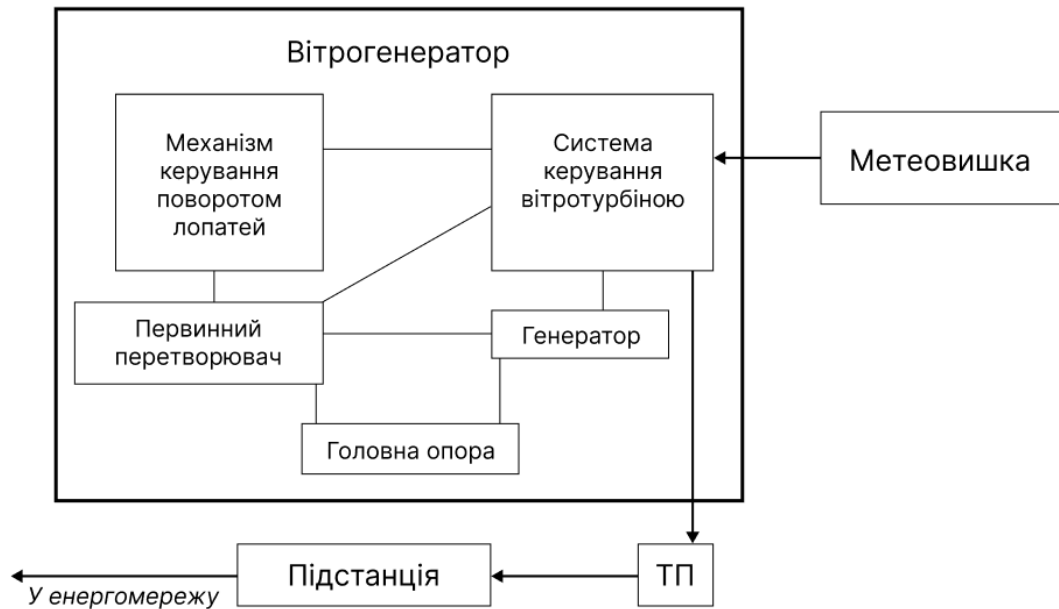 Вітрогенератор
Механізм
керування
поворотом
лопатей
Система
керування
вітротурбіною
Метеовишка
Первинний
перетворювач
Генератор
Головна опора
Підстанція
ТП
У енергомережу